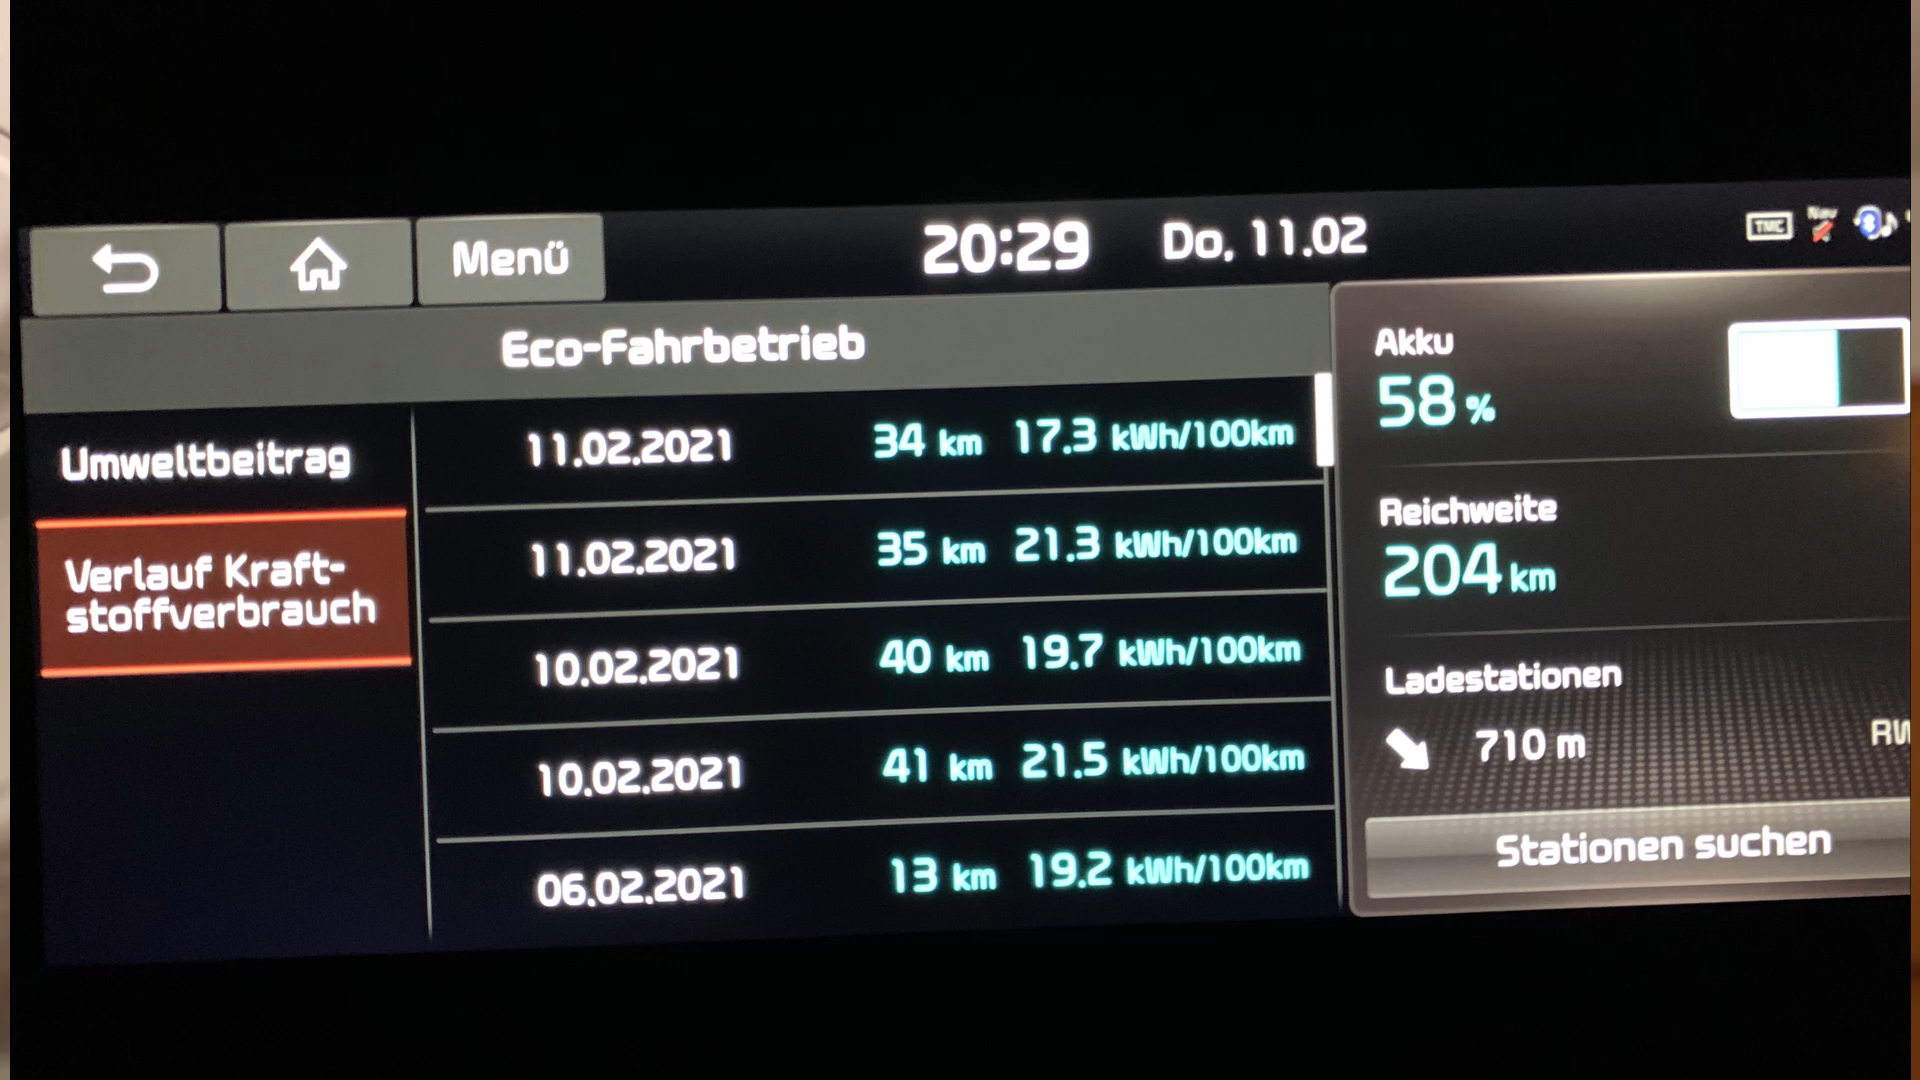 Menü
20:29 Do, 11.02
TMC
Nav
Eco-Fahrbetrieb
Umweltbeitrag
Verlauf Kraft-
stoffverbrauch
11.02.2021 34 km 17.3 kWh/100km
11.02.2021 35 km 21.3 kWh/100km
10.02.2021 40 km 19.7 kWh/100km
10.02.2021 41 km 21.5 kWh/100km
06.02.2021 13 km 19.2 kWh/100km
Akku
58 %
Reichweite
204 km
Ladestationen
710 m
Stationen suchen